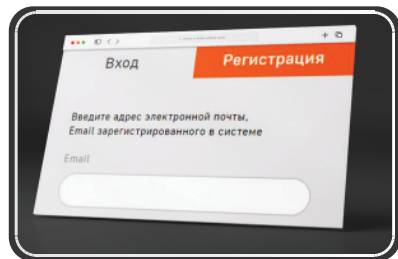 Вход
Регистрация
Введите адрес электронной почты,
Email зарегистрированного в системе
Email